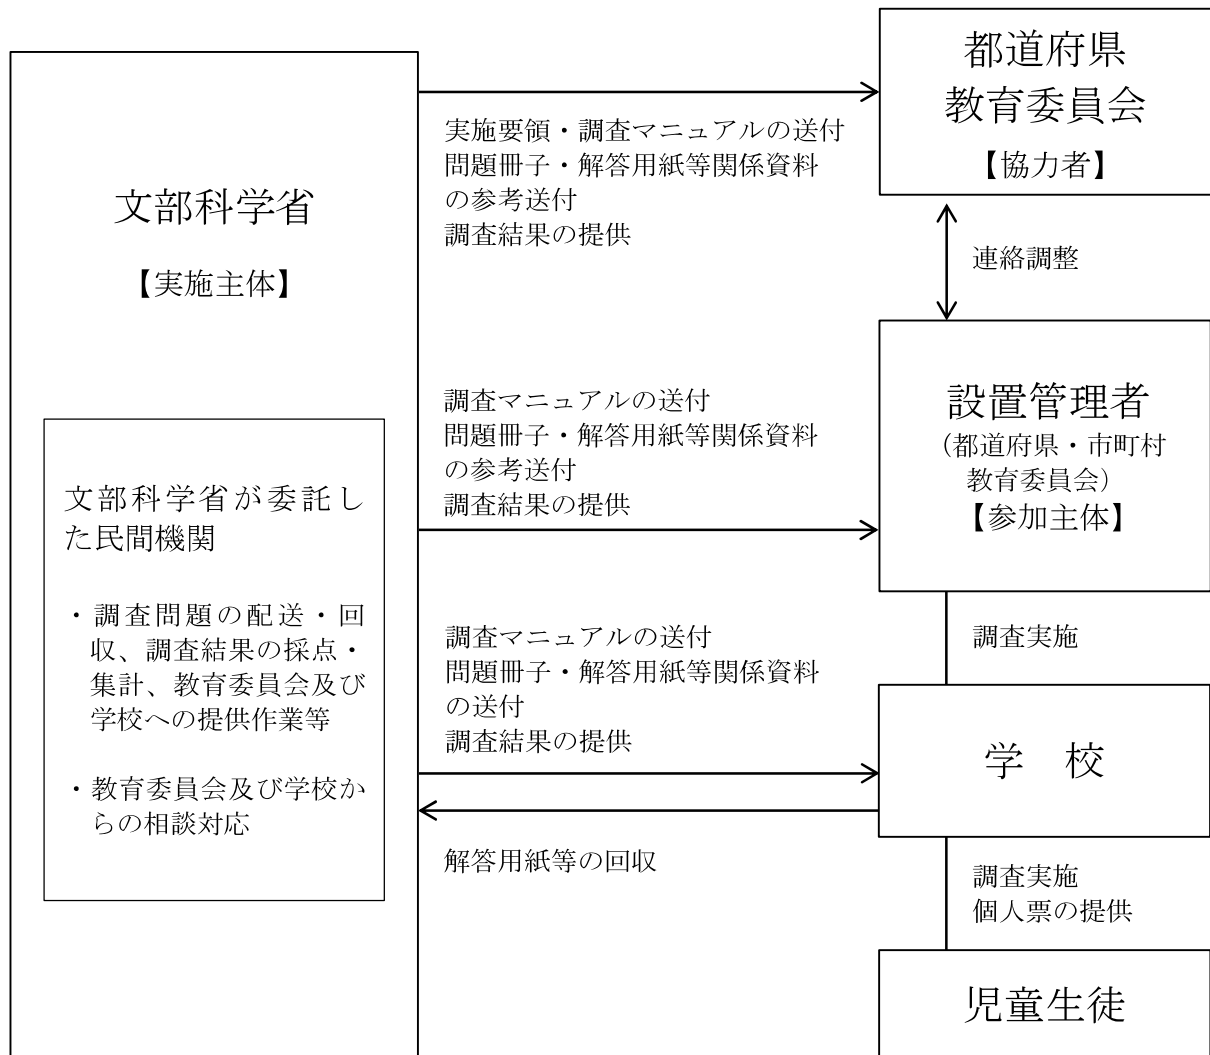 都道府県
教育委員会
【協力者】
実施要領・調査マニュアルの送付
問題冊子・解答用紙等関係資料
の参考送付
調査結果の提供
文部科学省
【実施主体】
連絡調整
設置管理者
（都道府県・市町村
教育委員会）
【参加主体】
調査マニュアルの送付
問題冊子・解答用紙等関係資料
の参考送付
調査結果の提供
文部科学省が委託し
た民間機関
・調査問題の配送・回
収、調査結果の採点・
集計、教育委員会及び
学校への提供作業等
・教育委員会及び学校か
らの相談対応
調査実施
調査マニュアルの送付
問題冊子・解答用紙等関係資料
の送付
調査結果の提供
学　校
解答用紙等の回収
調査実施
個人票の提供
児童生徒